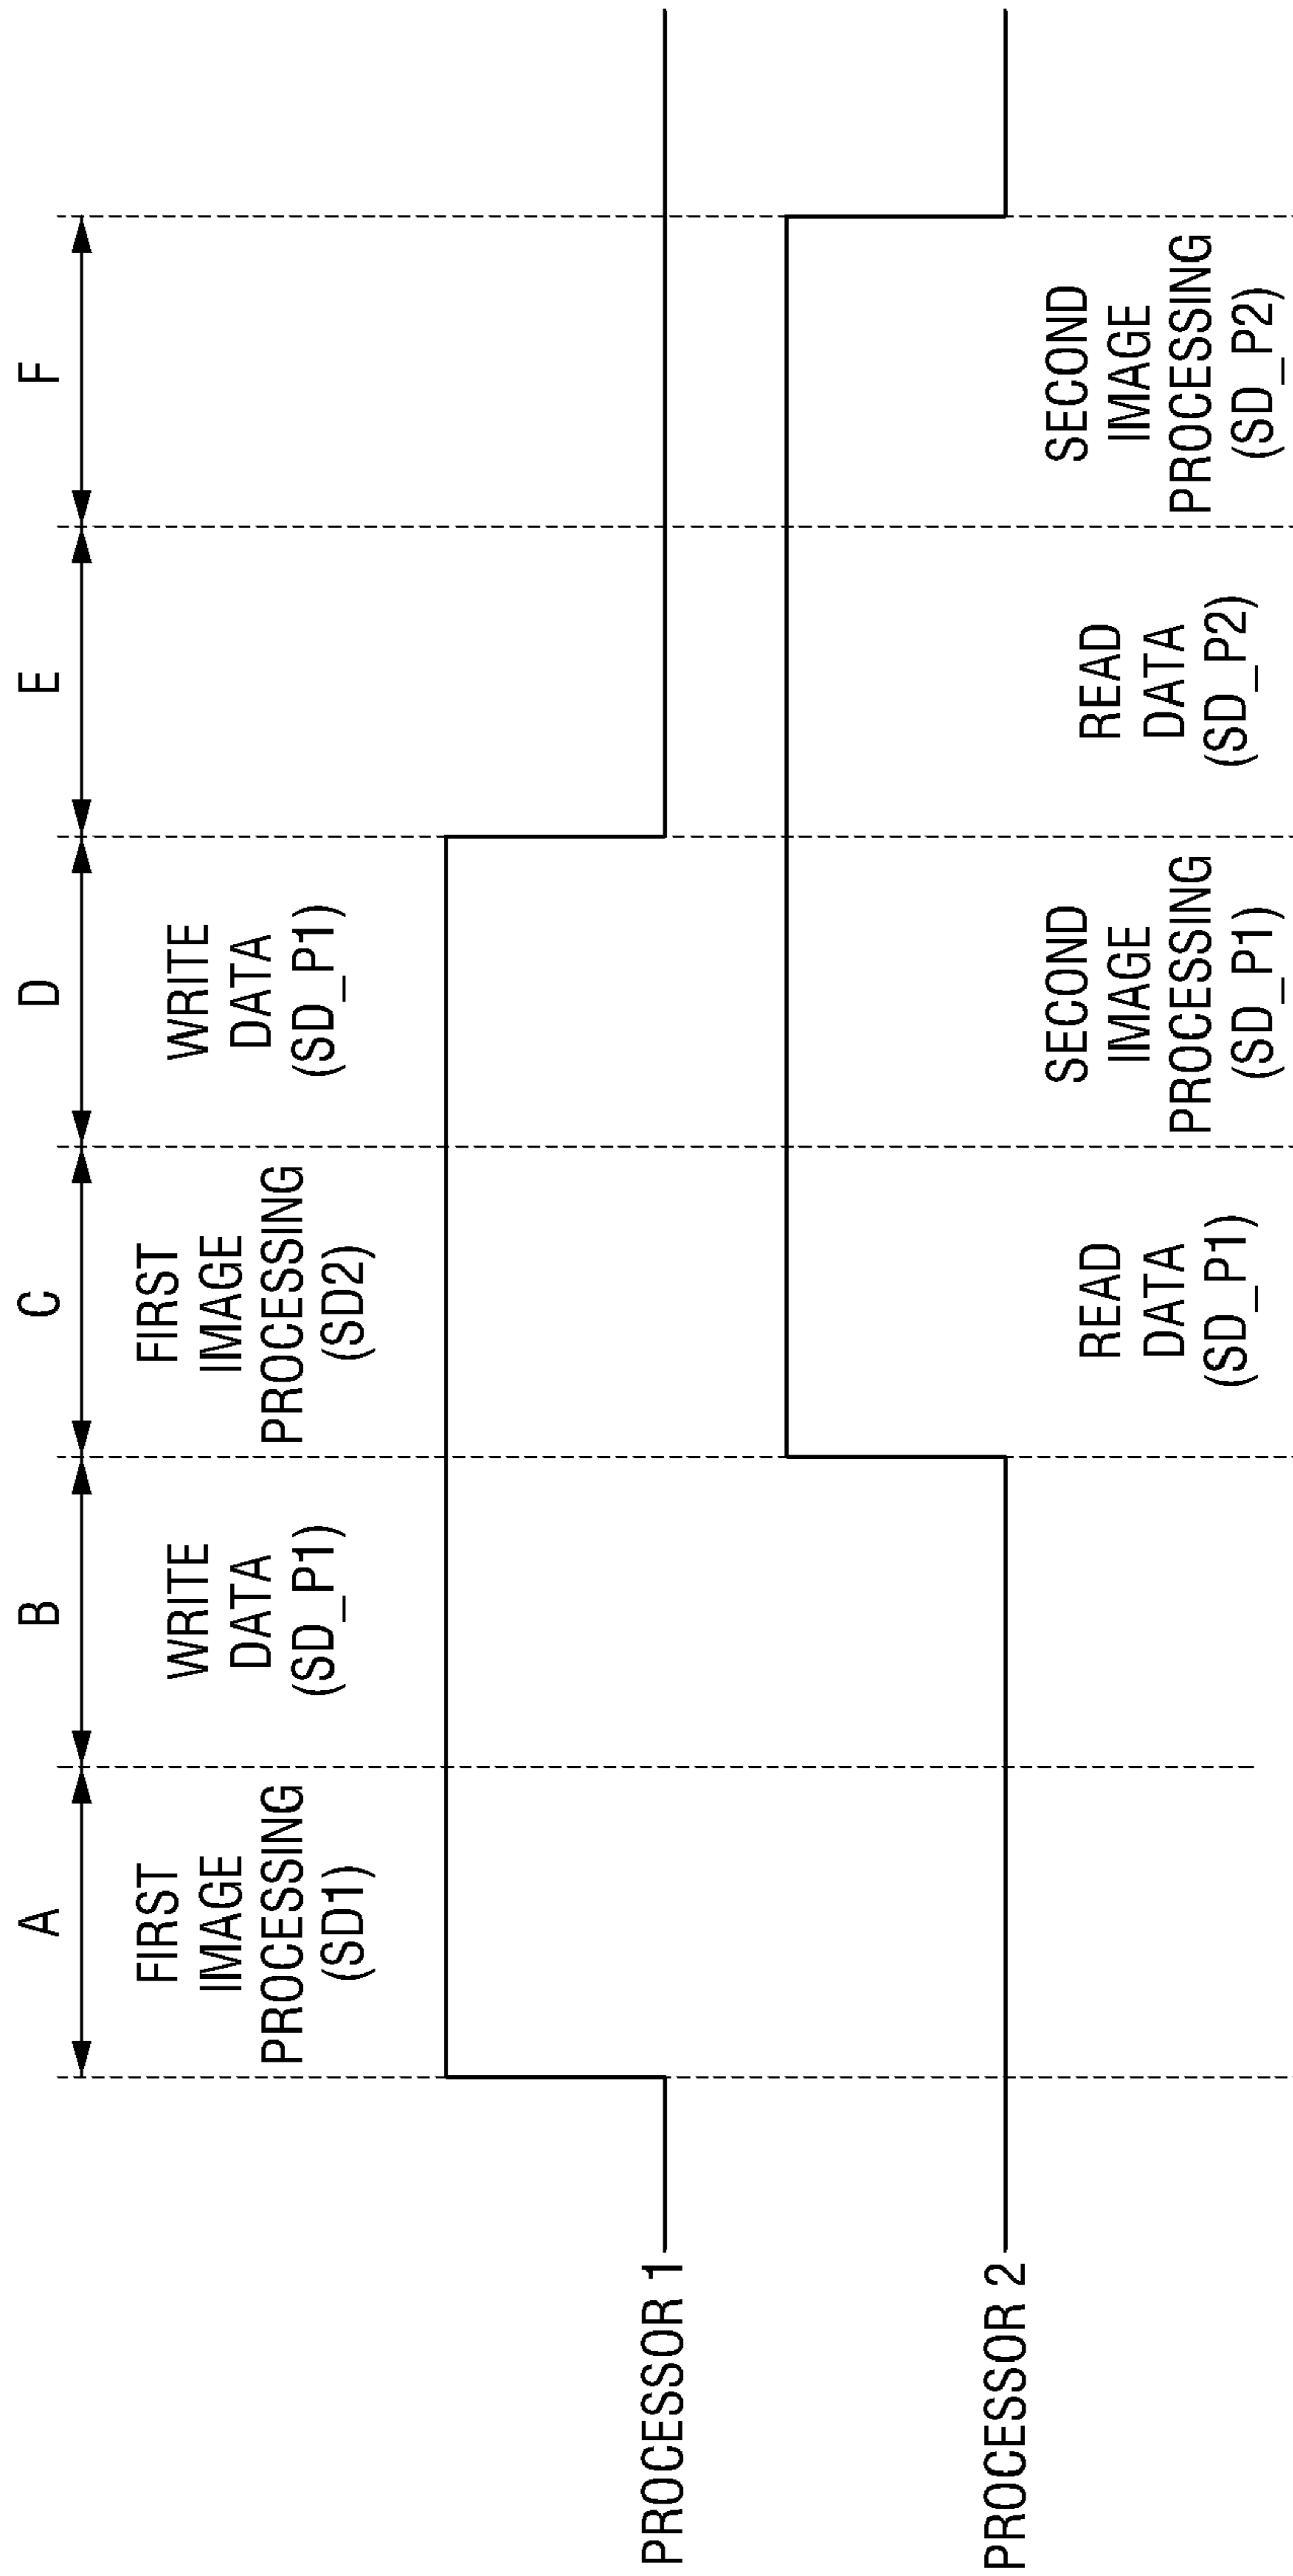 A
B
C
D
E
F
FIRST
IMAGE
PROCESSING
(SD1)
WRITE
DATA
(SD_P1)
FIRST
IMAGE
PROCESSING
(SD2)
WRITE
DATA
(SD_P1)
PROCESSOR 1
PROCESSOR 2
READ
DATA
(SD_P1)
SECOND
IMAGE
PROCESSING
(SD_P1)
READ
DATA
(SD_P2)
SECOND
IMAGE
PROCESSING
(SD_P2)